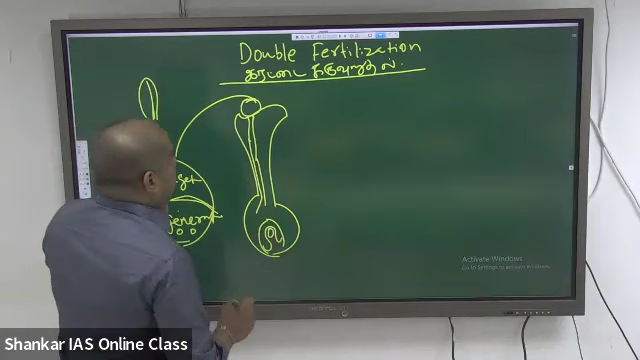 Double Fertilization
இரட்டை கருவுறுதல்.
Activate Windows
Go to Settings to activate Windows.
Shankar IAS Online Class